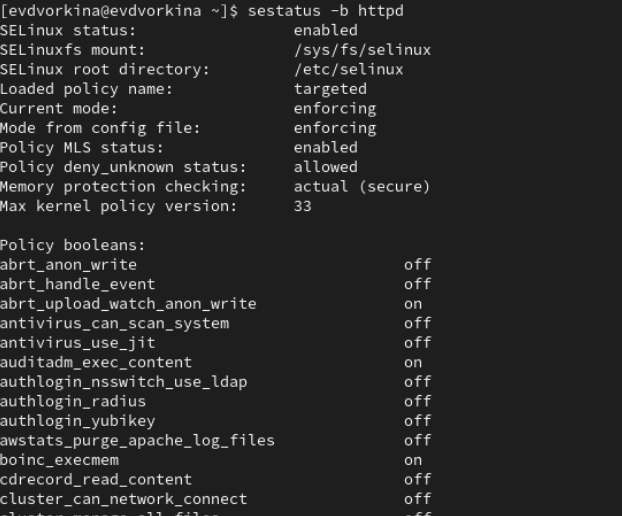 [evdvorkina@evdvorkina ~]$ sestatus -b httpd
SELinux status:                 enabled
SELinuxfs mount:                /sys/fs/selinux
SELinux root directory:         /etc/selinux
Loaded policy name:             targeted
Current mode:                   enforcing
Mode from config file:          enforcing
Policy MLS status:              enabled
Policy deny_unknown status:     allowed
Memory protection checking:     actual (secure)
Max kernel policy version:      33

Policy booleans:
abrt_anon_write                             off
abrt_handle_event                           off
abrt_upload_watch_anon_write                on
antivirus_can_scan_system                   off
antivirus_use_jit                           off
auditadm_exec_content                       on
authlogin_nsswitch_use_ldap                 off
authlogin_radius                            off
authlogin_yubikey                           off
awstats_purge_apache_log_files              off
boinc_execmem                               on
cdrecord_read_content                       off
cluster_can_network_connect                 off